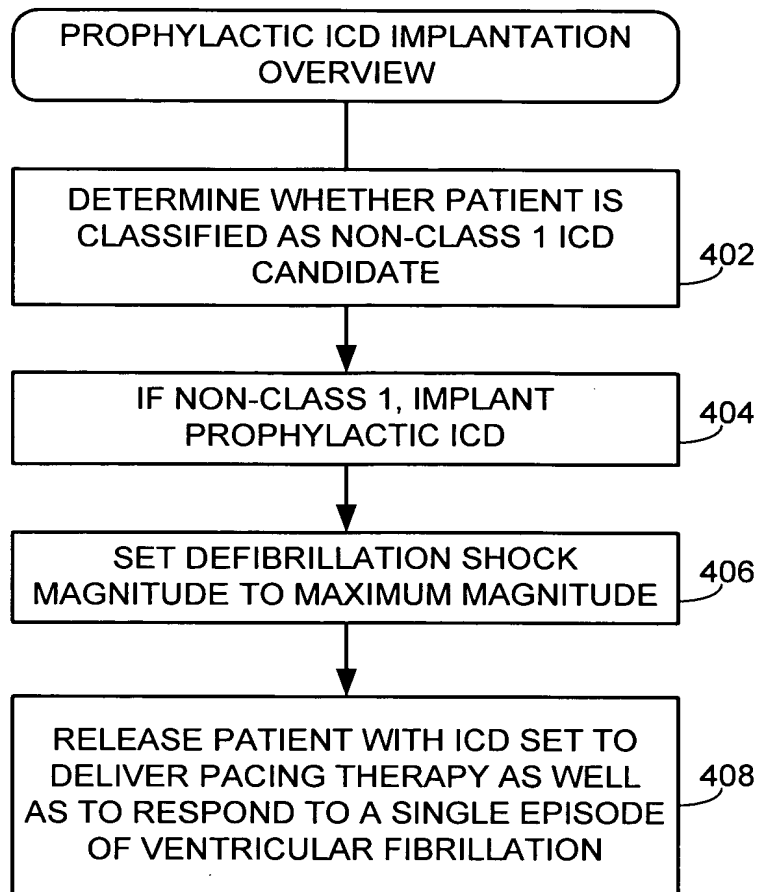 PROPHYLACTIC ICD IMPLANTATION
OVERVIEW
DETERMINE WHETHER PATIENT IS
CLASSIFIED AS NON-CLASS 1 ICD
CANDIDATE
402
IF NON-CLASS 1, IMPLANT
PROPHYLACTIC ICD
404
SET DEFIBRILLATION SHOCK
MAGNITUDE TO MAXIMUM MAGNITUDE
406
RELEASE PATIENT WITH ICD SET TO
DELIVER PACING THERAPY AS WELL
AS TO RESPOND TO A SINGLE EPISODE
OF VENTRICULAR FIBRILLATION
408